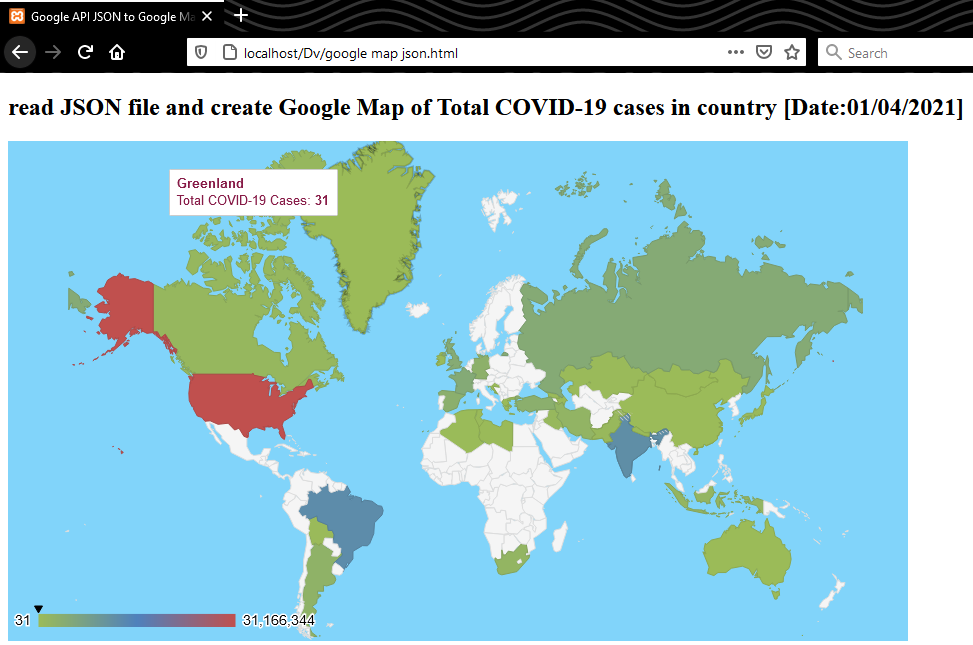 Google API JSON to Google Ma
localhost/Dv/google map json.html
Search
read JSON file and create Google Map of Total COVID-19 cases in country [Date:01/04/2021]
Greenland
Total COVID-19 Cases: 31
31
31,166,344